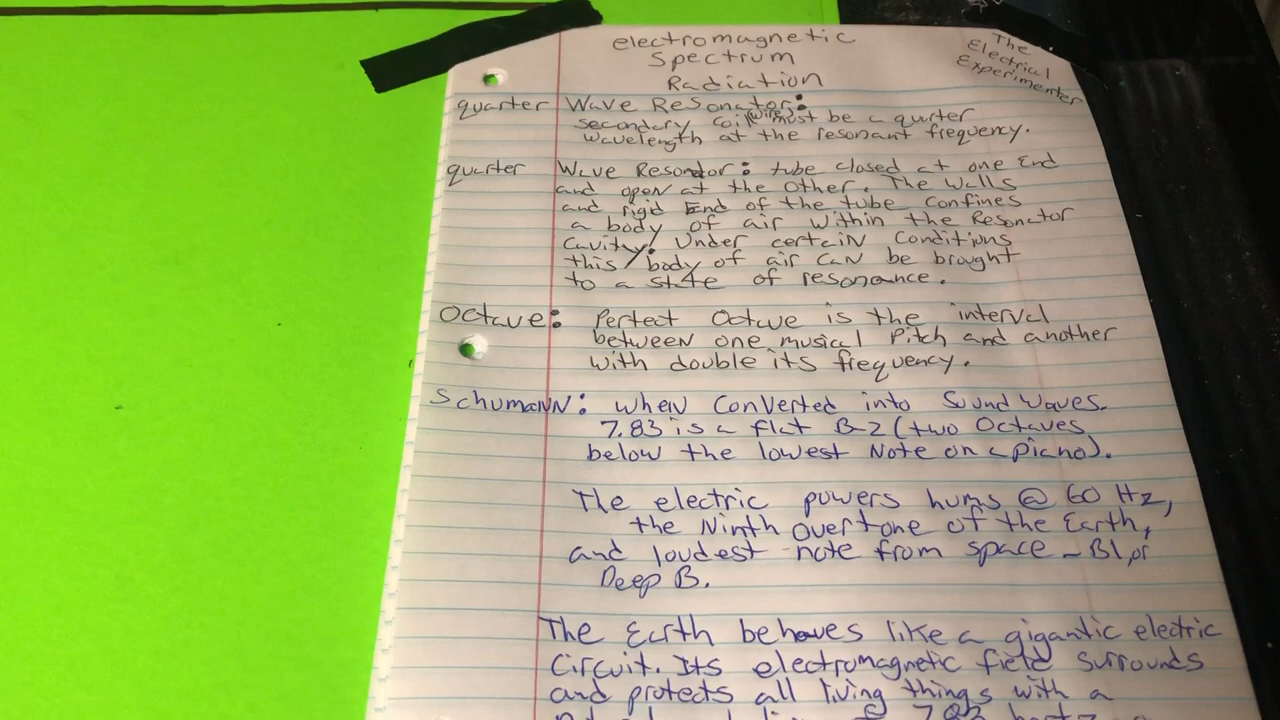 electromagnetic
Spectrum
Radiation
The
Electrical
Experimenter
quarter Wave Resonator:
secondary coil (wire) must be a quarter
wavelength at the resonant frequency.
quarter Wave Resonator: tube closed at one End
and open at the other. The walls
and rigid End of the tube confines
a body of air within the Resonator
Cavity! Under certain conditions
this body of air can be brought
to a state of resonance.
Octave: Perfect Octave is the interval
between one musical Pitch and another
with double its frequency.
Schumann: When Converted into Sound Waves.
7.83 is a flat B-2 (two Octaves
below the lowest Note on a piano).
The electric powers hums @ 60 Hz,
the Ninth overtone of the Earth,
and loudest note from space - B1, or
Deep B.
The Earth behaves like a gigantic electric
Circuit. Its electromagnetic field surrounds
and protects all living things with a